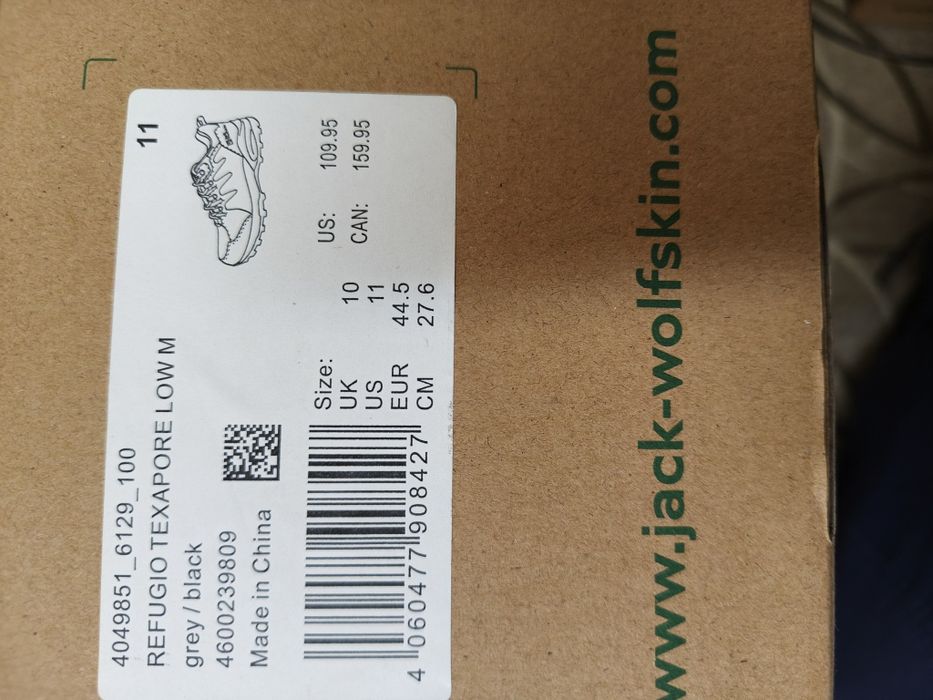 4049851_6129_100
REFUGIO TEXAPORE LOW M
11
grey / black
4600239809
Made in China
Size:
UK 10
US 11
EUR 44.5
CM 27.6
US: 109.95
CAN: 159.95
4 060477 908427
www.jack-wolfskin.com